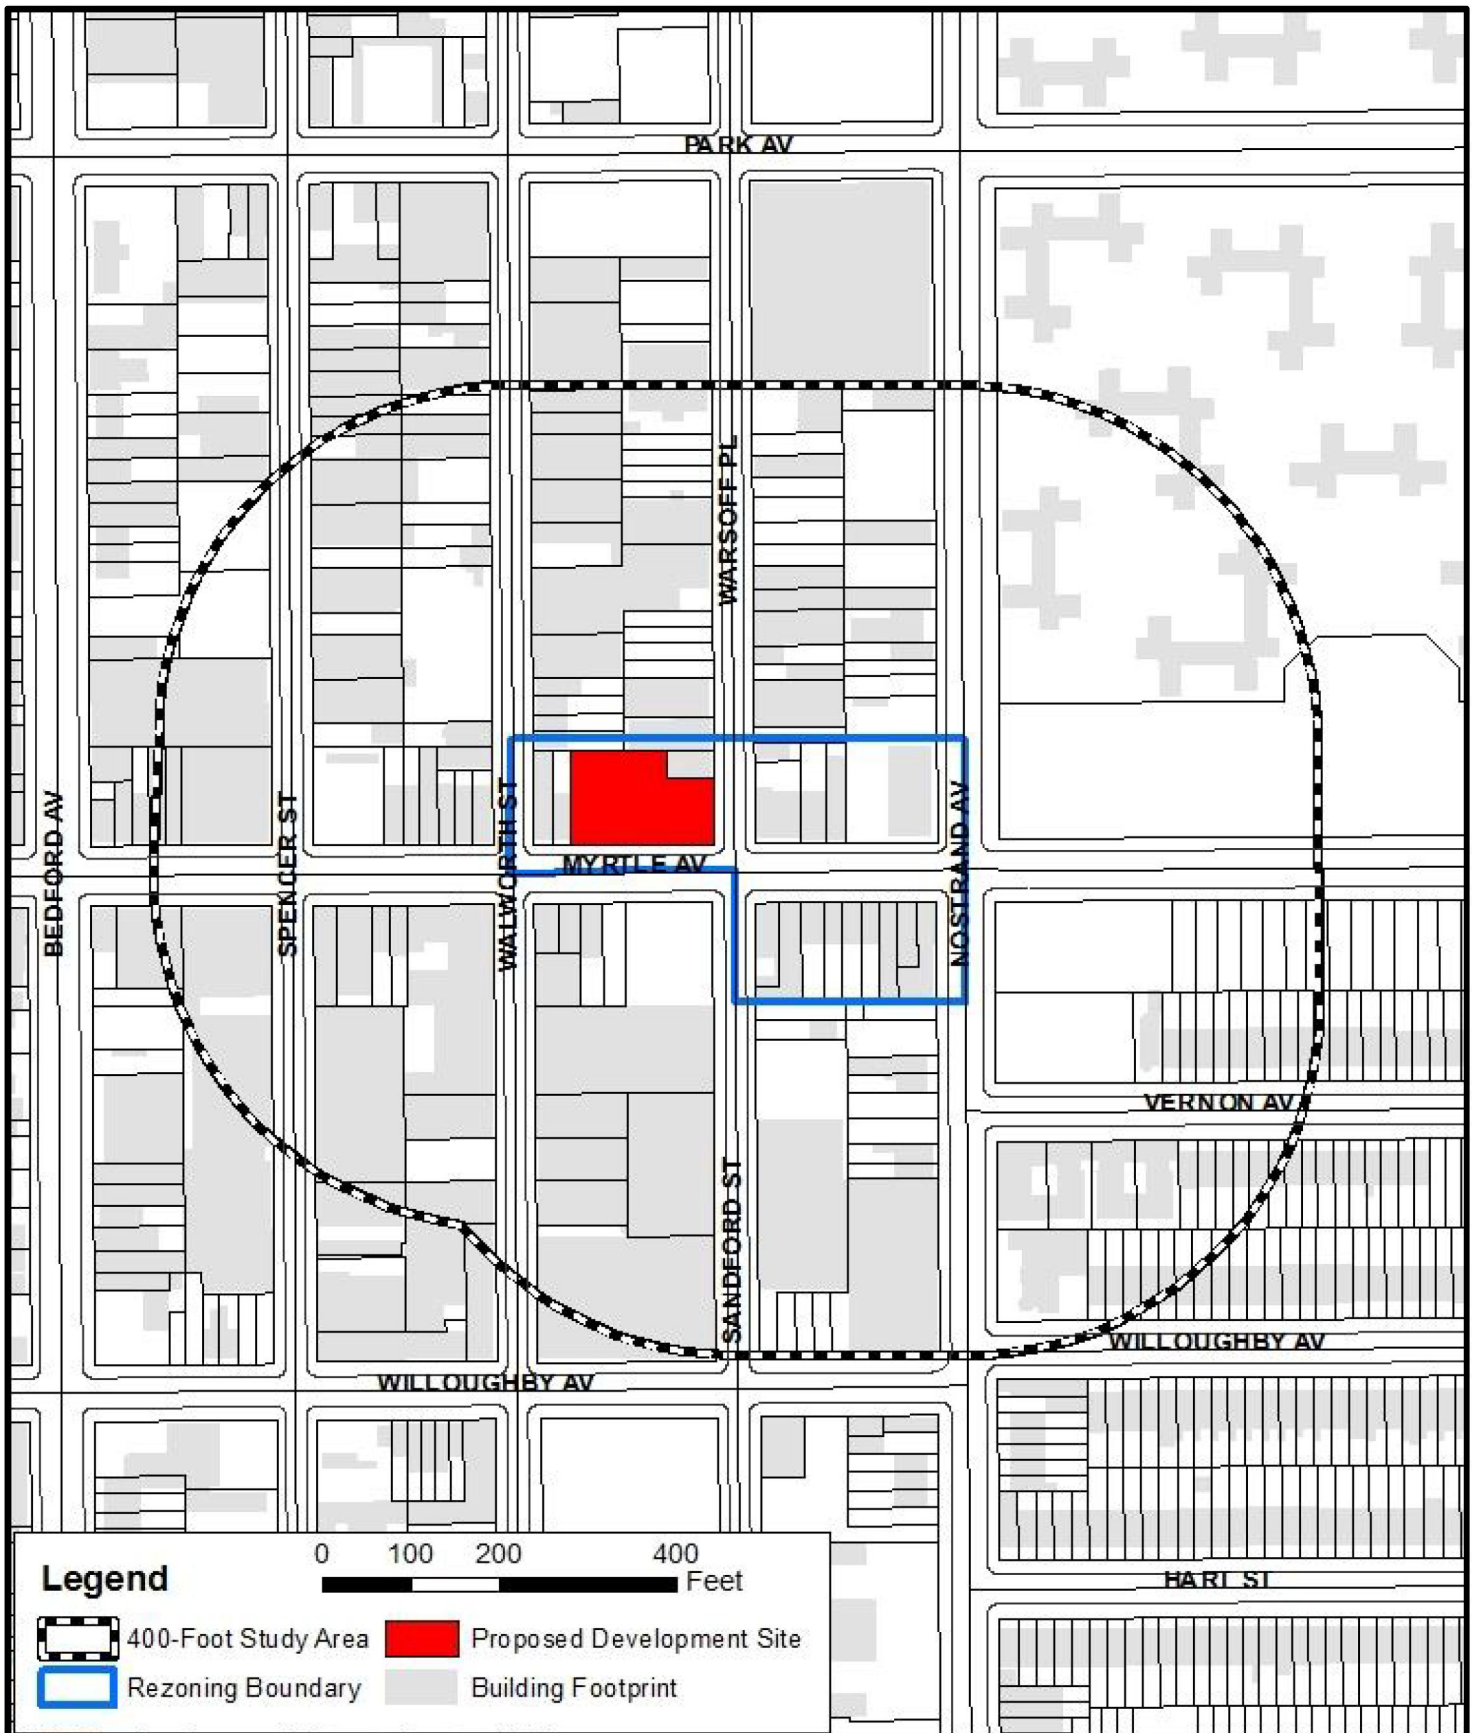 PARK AV
WARSOFF PL
BEDFORD AV
SPENCER ST
WALWORTH ST
MYRTLE AV
NOSTRAND AV
VERNON AV
SANDFORD ST
WILLOUGHBY AV
WILLOUGHBY AV
HART ST
Legend
0 100 200 400
Feet
400-Foot Study Area
Proposed Development Site
Rezoning Boundary
Building Footprint